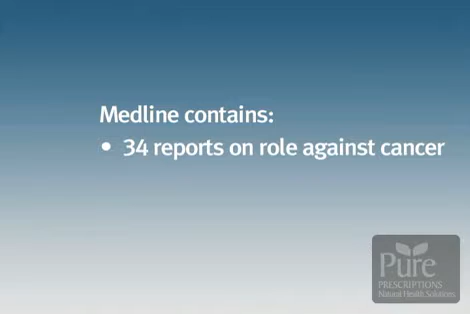 Medline contains:
• 34 reports on role against cancer
Pure
PRESCRIPTIONS
Natural Health Solutions